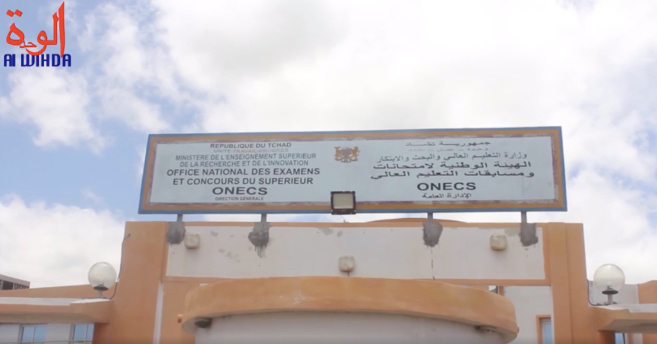 الوحدة
Al WIHDA
REPUBLIQUE DU TCHAD
MINISTERE DE L'ENSEIGNEMENT SUPERIEUR
DE LA RECHERCHE ET DE L'INNOVATION
OFFICE NATIONAL DES EXAMENS
ET CONCOURS DU SUPERIEUR
ONECS
DIRECTION GÉNÉRALE
جمهورية تشاد
وزارة التعليم العالي والبحث والابتكار
الهيئة الوطنية لامتحانات
ومسابقات التعليم العالي
ONECS
الإدارة العامة